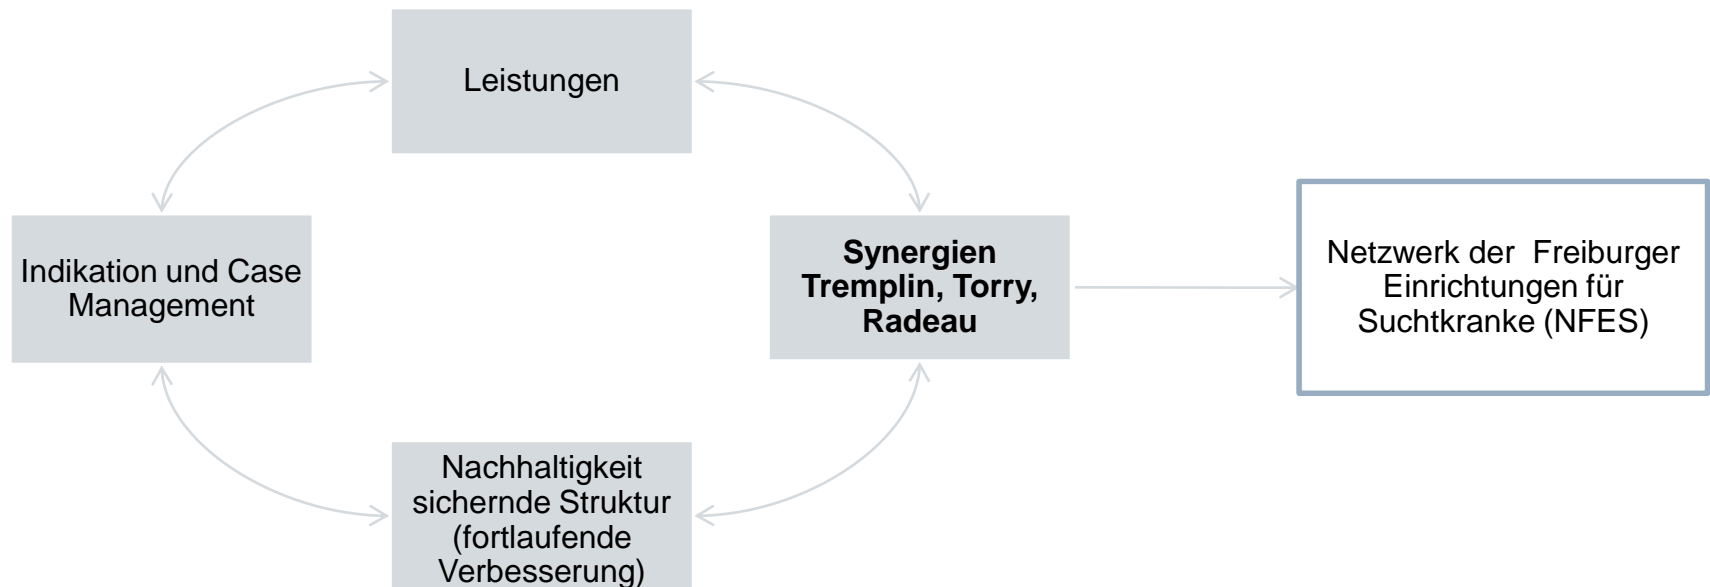 Leistungen
Indikation und Case
Management
Synergien
Tremplin, Torry,
Radeau
Netzwerk der  Freiburger
Einrichtungen für
Suchtkranke (NFES)
Nachhaltigkeit
sichernde Struktur
(fortlaufende
Verbesserung)